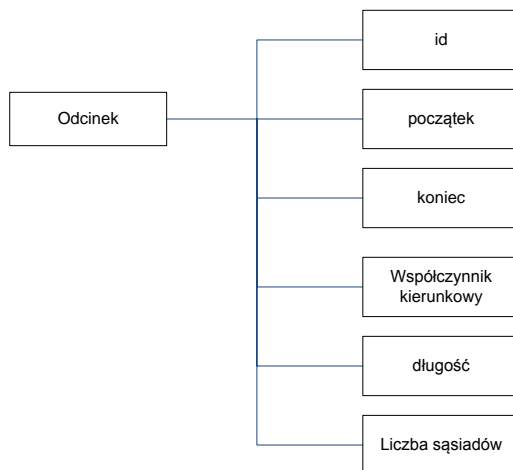 id
Odcinek
początek
koniec
Współczynnik
kierunkowy
długość
Liczba sąsiadów